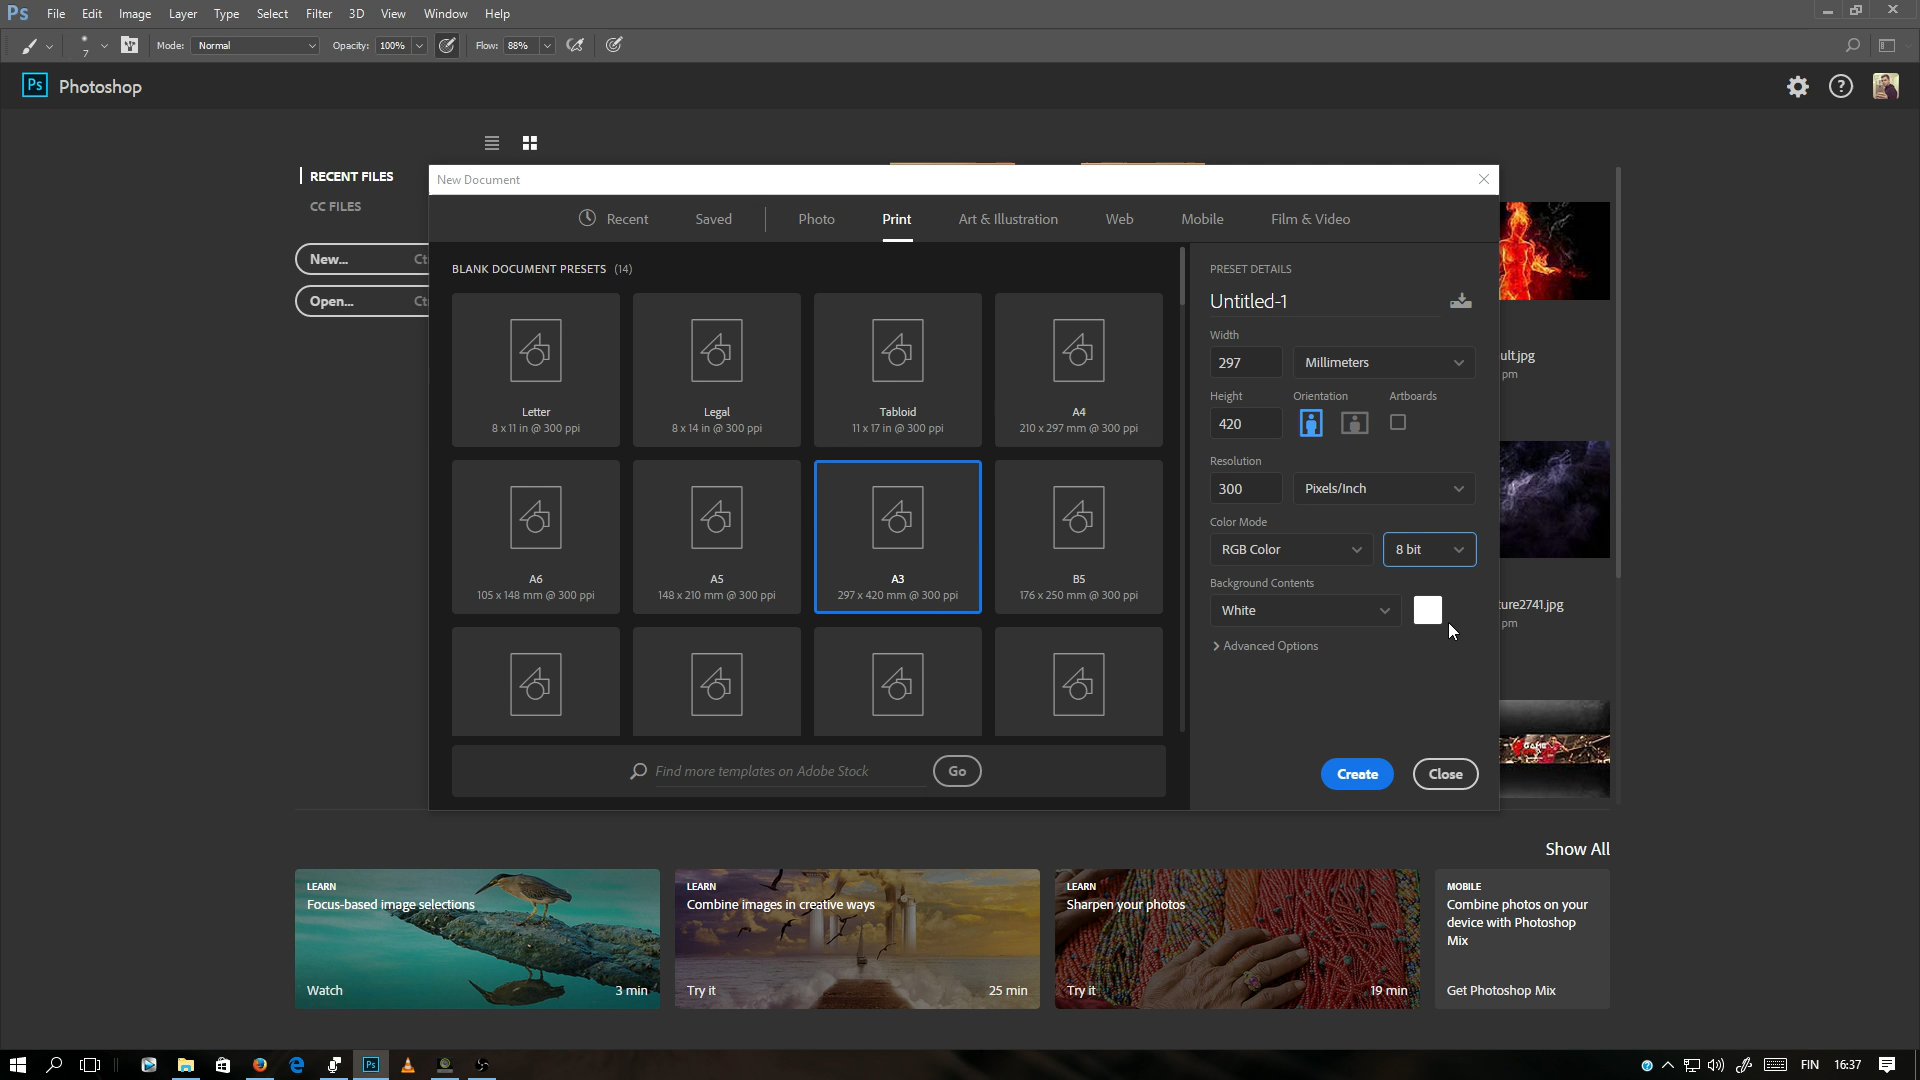 Ps File Edit Image Layer Type Select Filter 3D View Window Help
7 Mode: Normal Opacity: 100% Flow: 88%
Ps Photoshop
RECENT FILES
CC FILES
New... Ct
Open... Ct
New Document
Recent Saved Photo Print Art & Illustration Web Mobile Film & Video
BLANK DOCUMENT PRESETS (14)
Letter
8 x 11 in @ 300 ppi
Legal
8 x 14 in @ 300 ppi
Tabloid
11 x 17 in @ 300 ppi
A4
210 x 297 mm @ 300 ppi
A6
105 x 148 mm @ 300 ppi
A5
148 x 210 mm @ 300 ppi
A3
297 x 420 mm @ 300 ppi
B5
176 x 250 mm @ 300 ppi
Find more templates on Adobe Stock Go
PRESET DETAILS
Untitled-1
Width
297 Millimeters
Height Orientation Artboards
420
Resolution
300 Pixels/Inch
Color Mode
RGB Color 8 bit
Background Contents
White
Advanced Options
Create Close
ult.jpg
pm
ture2741.jpg
pm
GAME
Show All
LEARN
Focus-based image selections
Watch 3 min
LEARN
Combine images in creative ways
Try it 25 min
LEARN
Sharpen your photos
Try it 19 min
MOBILE
Combine photos on your
device with Photoshop
Mix
Get Photoshop Mix
Ps
FIN 16:37